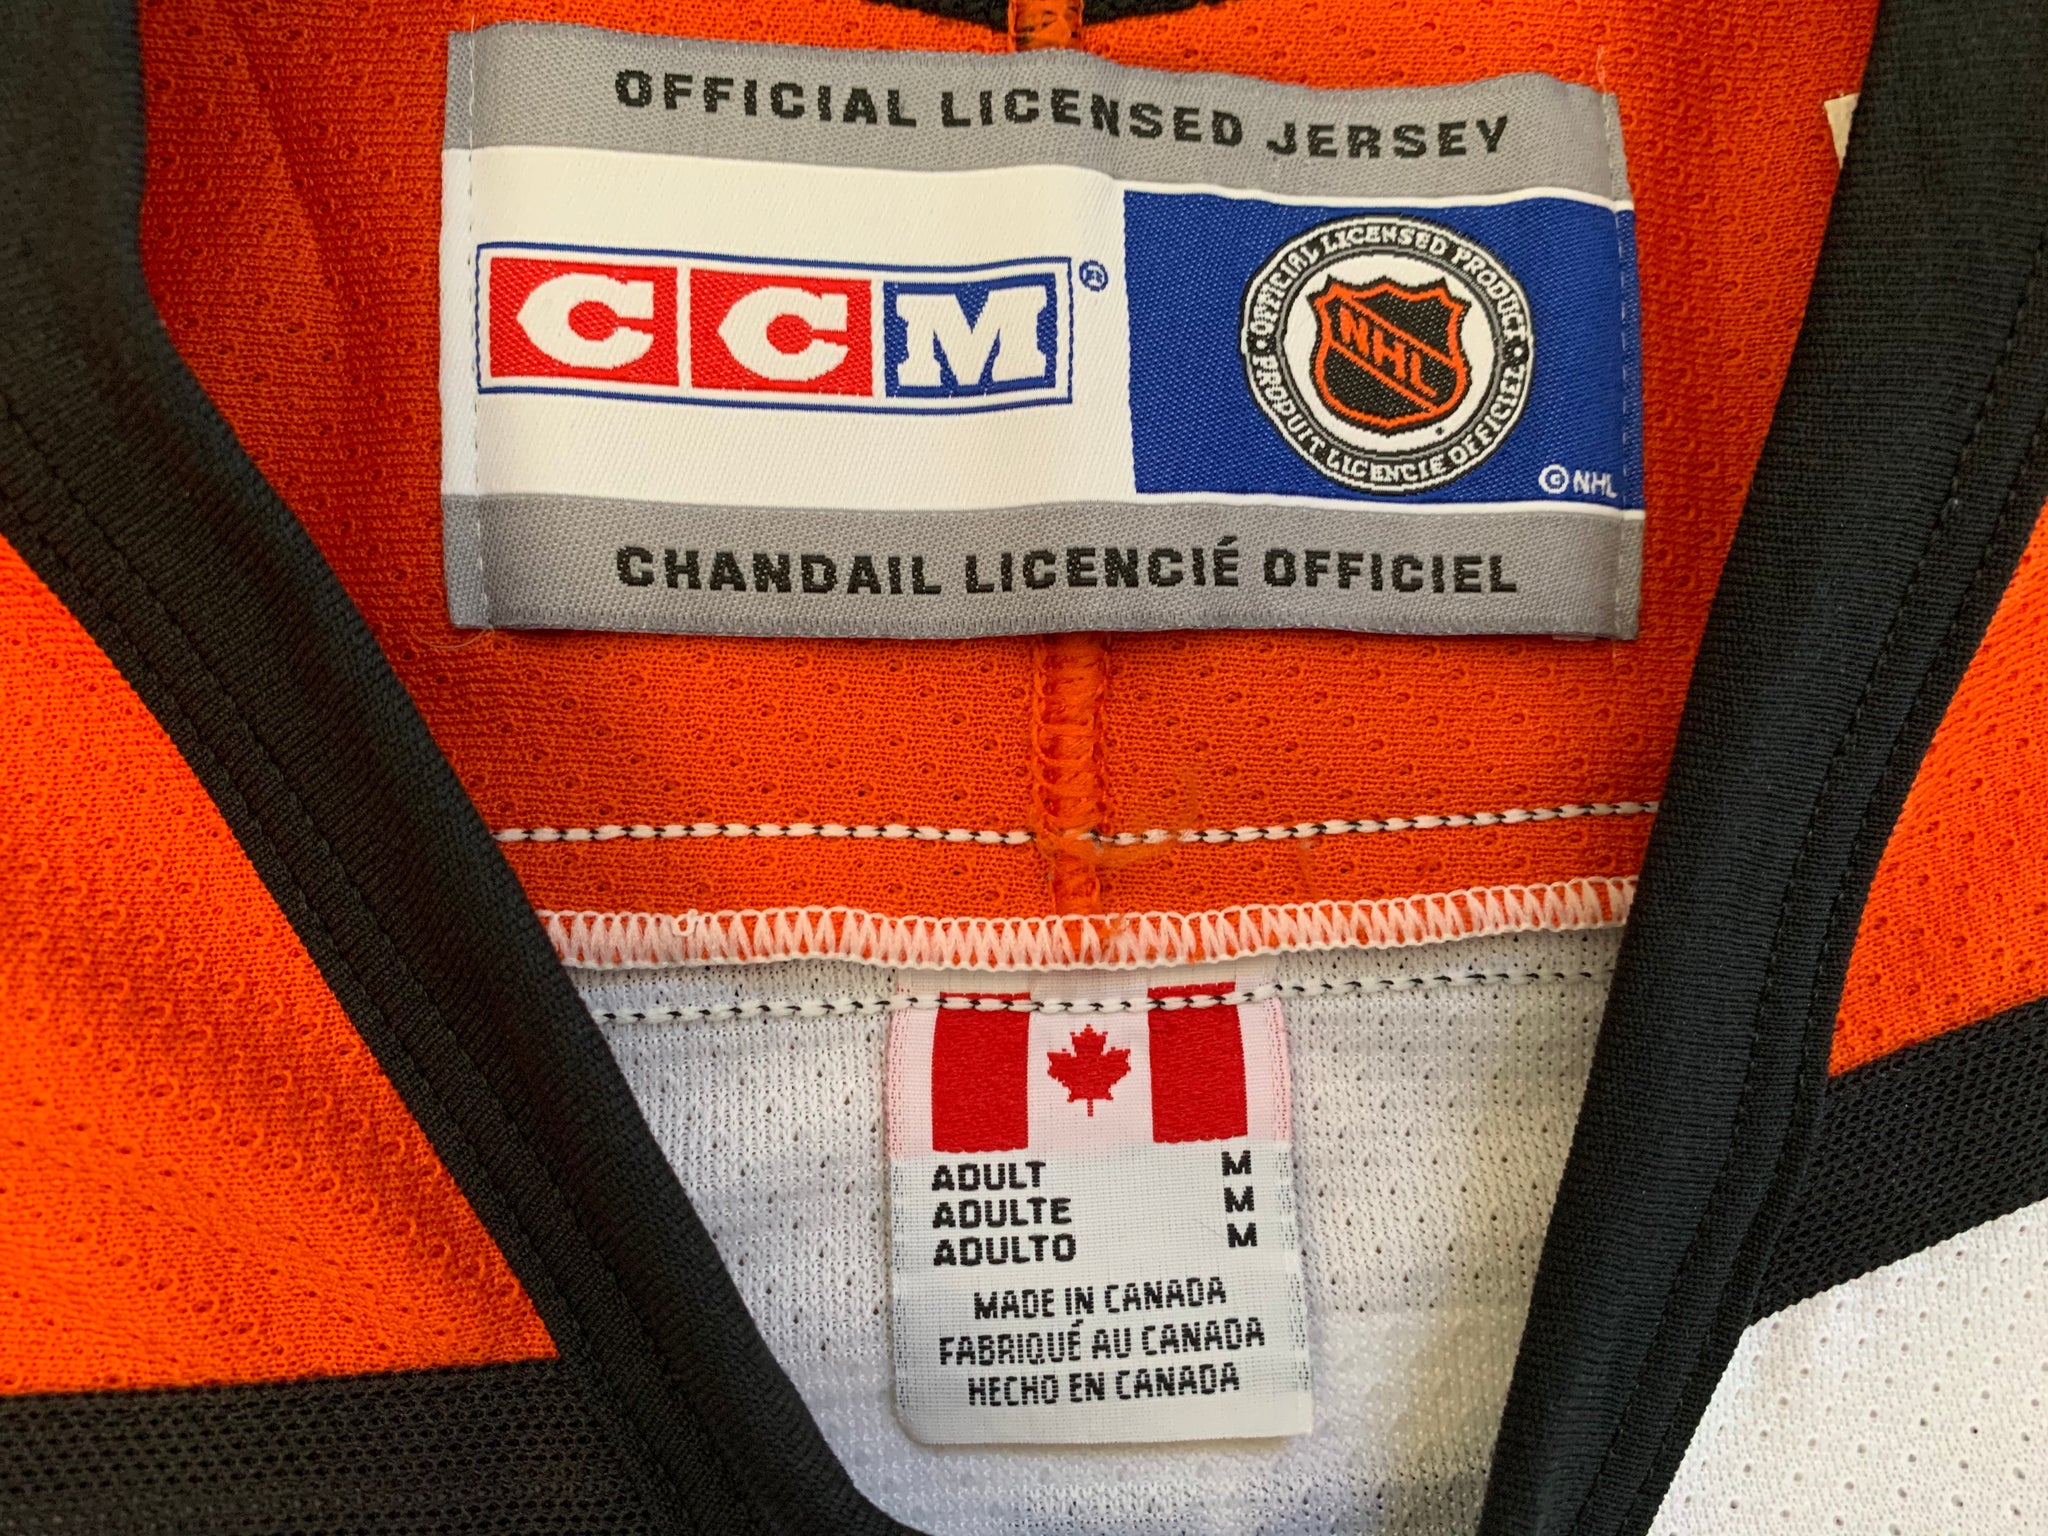 OFFICIAL LICENSED JERSEY
CCM®
OFFICIAL LICENSED PRODUCT
NHL
PRODUIT LICENCIE OFFICIEL
© NHL
CHANDAIL LICENCIÉ OFFICIEL
ADULT M
ADULTE M
ADULTO M
MADE IN CANADA
FABRIQUÉ AU CANADA
HECHO EN CANADA